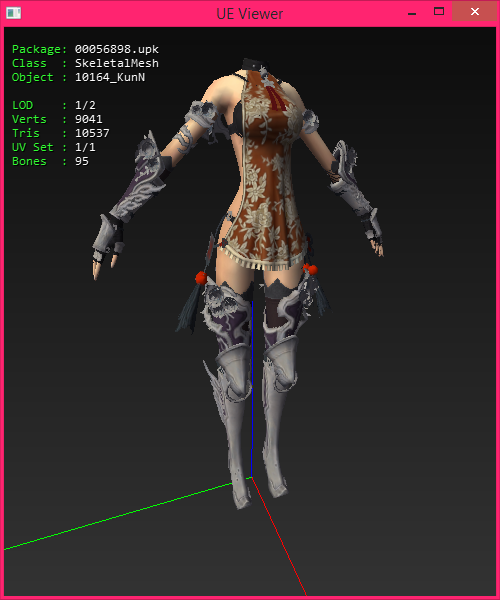 UE Viewer
Package: 00056898.upk
Class  : SkeletalMesh
Object : 10164_KunN
LOD    : 1/2
Verts  : 9041
Tris   : 10537
UV Set : 1/1
Bones  : 95